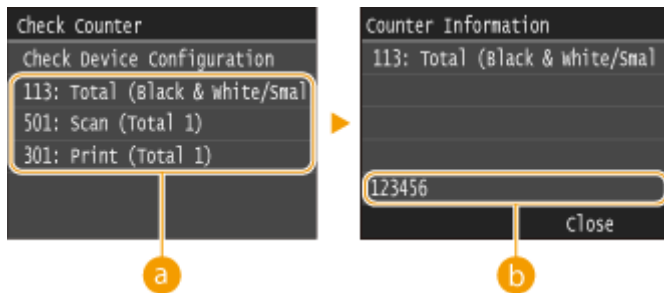 Check Counter
Check Device Configuration
113: Total (Black & White/Smal
501: Scan (Total 1)
301: Print (Total 1)
a
Counter Information
113: Total (Black & White/Smal
123456
Close
b